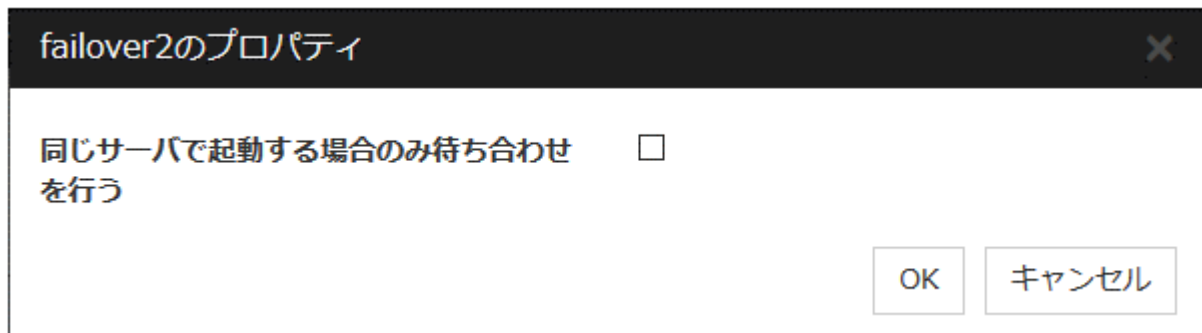 failover2のプロパティ
同じサーバで起動する場合のみ待ち合わせ
を行う
OK
キャンセル